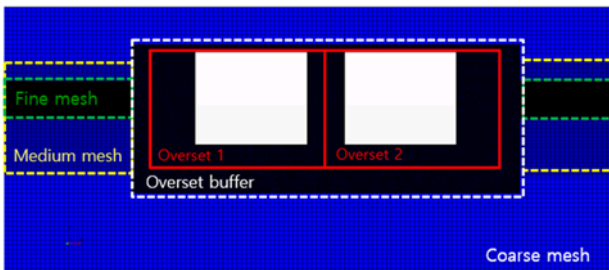 Fine mesh
Medium mesh
Overset 1
Overset 2
Overset buffer
Coarse mesh